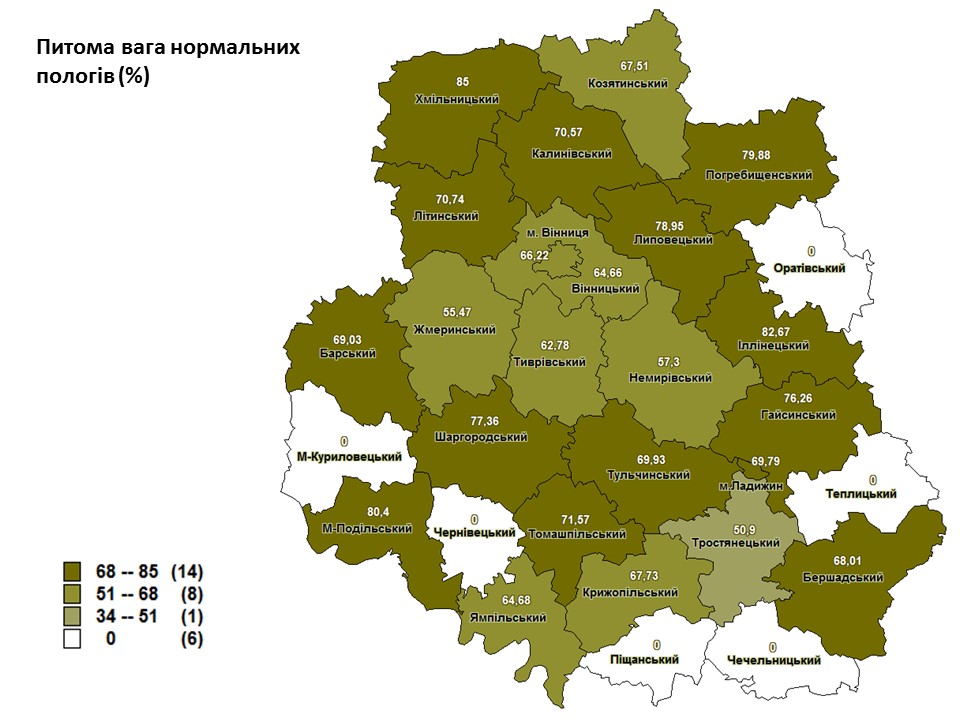 Питома вага нормальних
пологів (%)
67,51
Козятинський
85
Хмільницький
70,57
Калинівський
79,88
Погребищенський
70,74
Літинський
78,95
Липовецький
м. Вінниця
66,22
64,66
Вінницький
0
Оратівський
55,47
Жмеринський
69,03
Барський
62,78
Тиврівський
57,3
Немирівський
82,67
Іллінецький
76,26
Гайсинський
77,36
Шаргородський
0
М-Куриловецький
69,93
Тульчинський
69,79
м.Ладижин
0
Теплицький
80,4
М-Подільський
0
Чернівецький
71,57
Томашпільський
50,9
Тростянецький
68,01
Бершадський
67,73
Крижопільський
64,68
Ямпільський
0
Піщанський
0
Чечельницький
68 -- 85 (14)
51 -- 68 (8)
34 -- 51 (1)
0 (6)